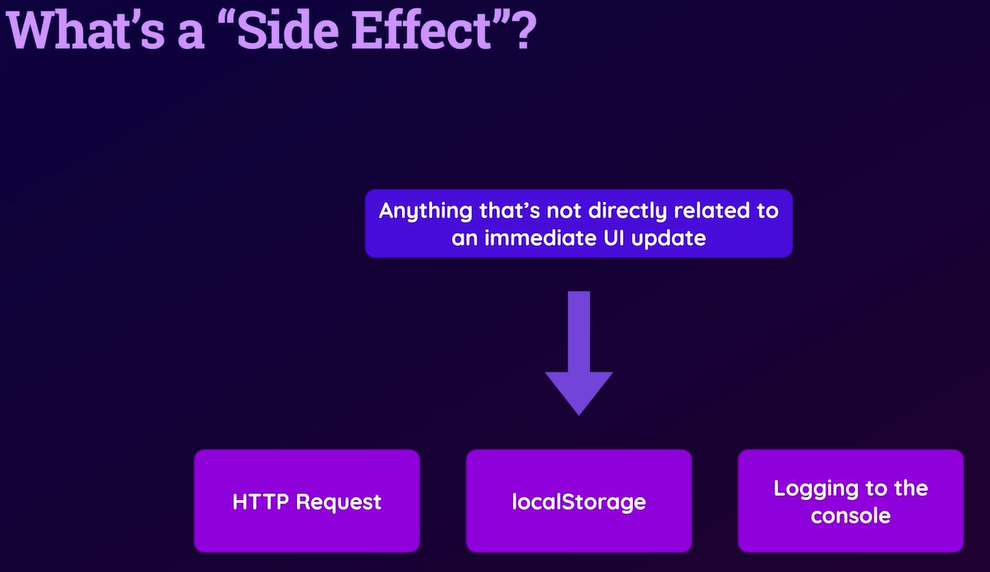 What’s a “Side Effect”?
Anything that’s not directly related to
an immediate UI update
HTTP Request
localStorage
Logging to the
console